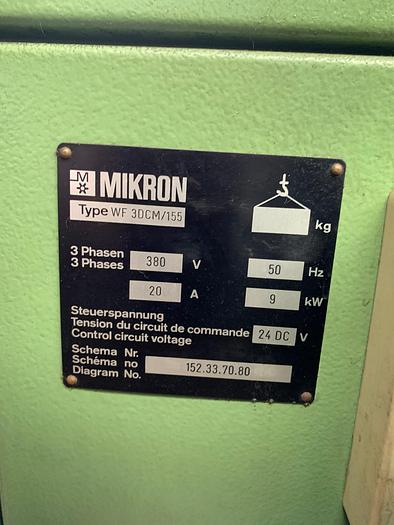 M MIKRON
Type WF 3DCM/155
kg
3 Phasen
3 Phases 380 V 50 Hz
20 A 9 kW
Steuerspannung
Tension du circuit de commande 24 DC V
Control circuit voltage
Schema Nr.
Schéma no 152.33.70.80
Diagram No.